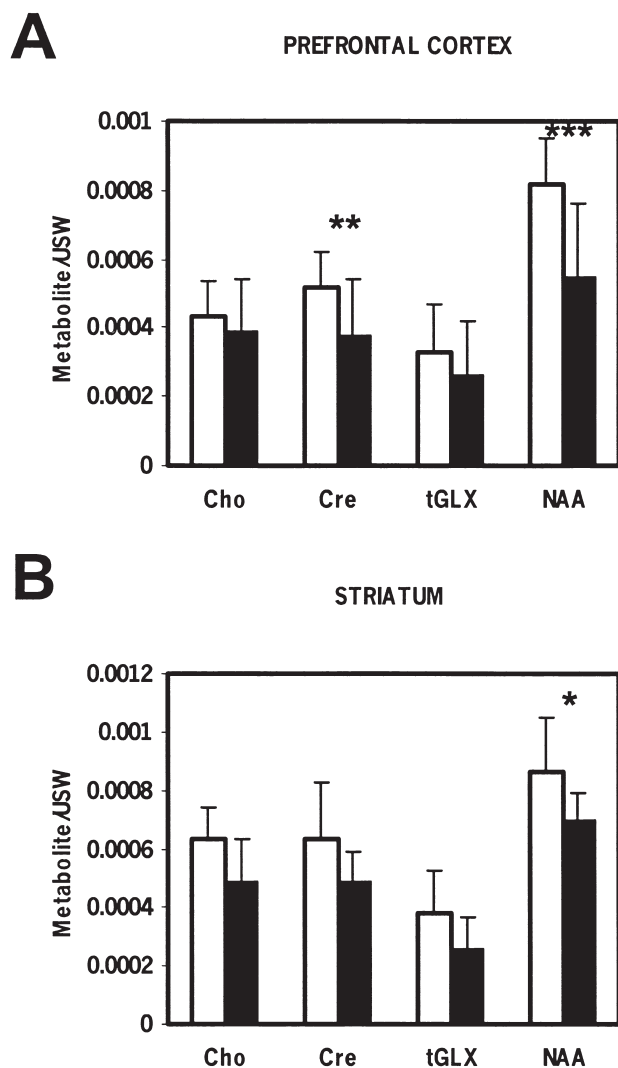 A
PREFRONTAL CORTEX
0.001
0.0008
0.0006
0.0004
0.0002
0
Metabolite/USW
**
***
Cho Cre tGLX NAA
B
STRIATUM
0.0012
0.001
0.0008
0.0006
0.0004
0.0002
0
Metabolite/USW
*
Cho Cre tGLX NAA